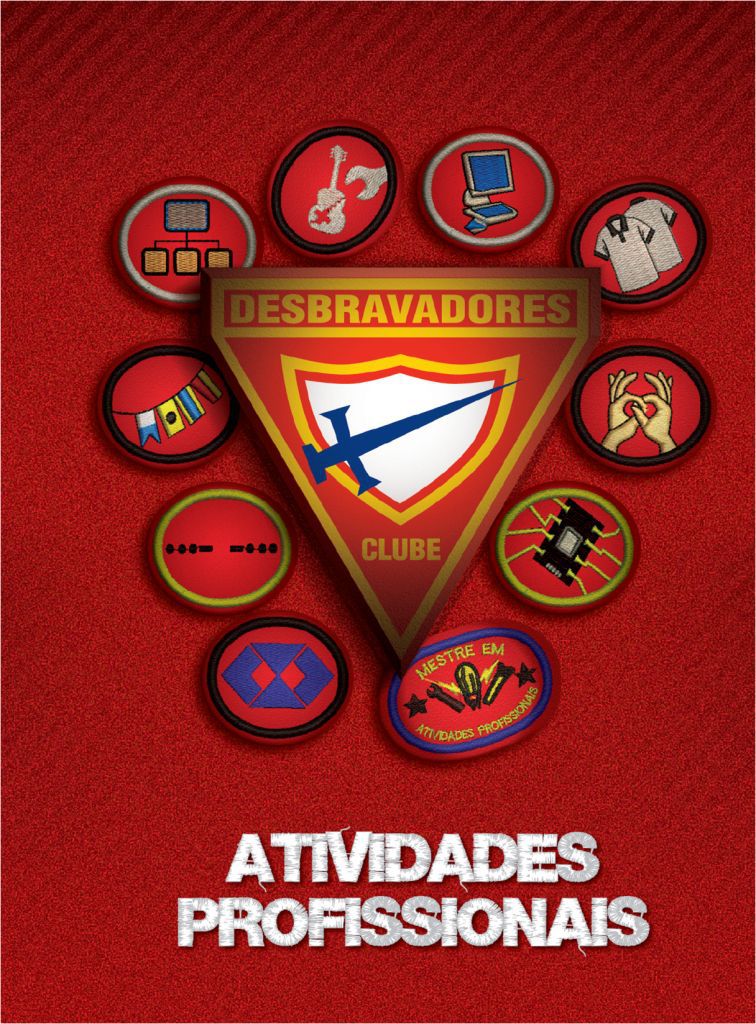 DESBRAVADORES
CLUBE
MESTRE EM
ATIVIDADES PROFISSIONAIS
ATIVIDADES
PROFISSIONAIS